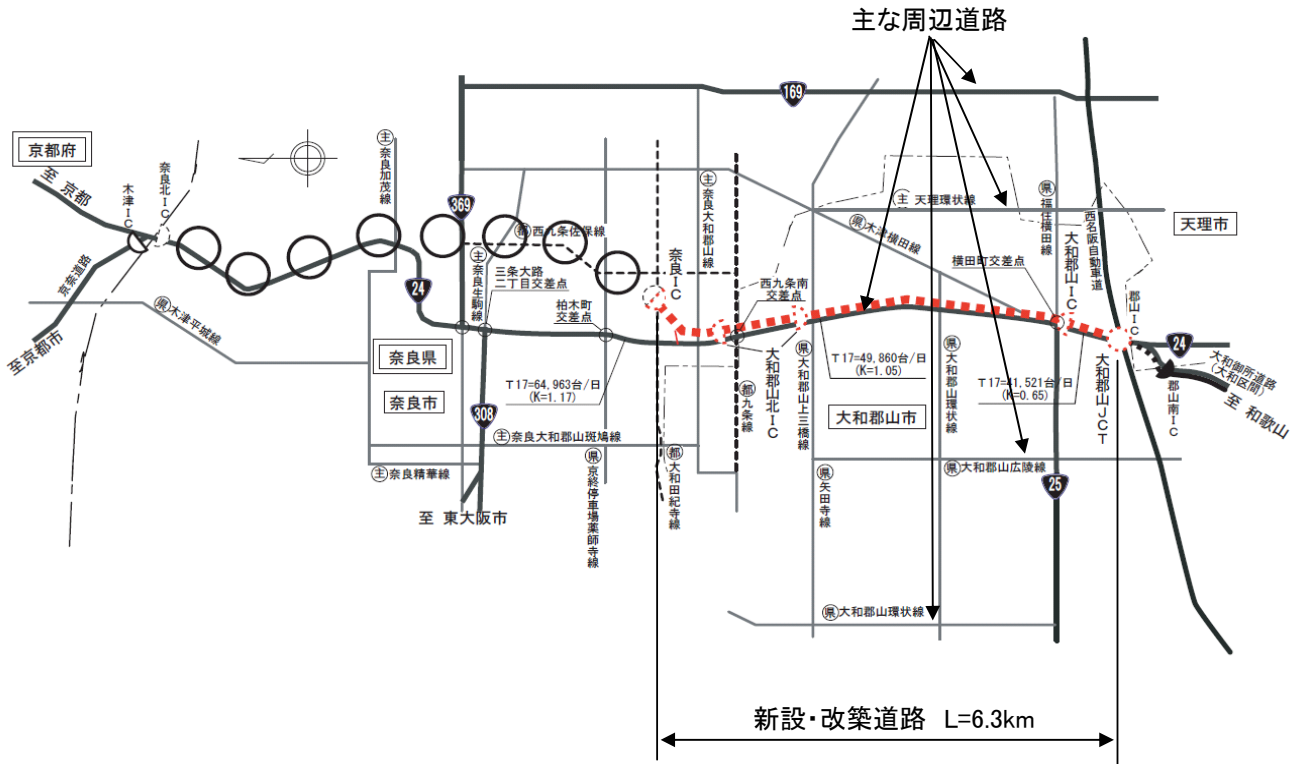 主な周辺道路
169
京都府
至 京都
木津IC
奈良北IC
京奈道路
至京都市
主 奈良加茂線
369
都 西九条佐保線
24
主 奈良生駒線
三条大路
二丁目交差点
柏木町
交差点
奈良IC
主 奈良大和郡山線
西九条南
交差点
主 天理環状線
県 木津横田線
県 福住横田線
西名阪自動車道
天理市
横田町交差点
大和郡山IC
郡山IC
24
大和御所道路
(大和区間)
郡山南IC
至 和歌山
県 木津平城線
奈良県
奈良市
T17=64,963台/日
(K=1.17)
308
主 奈良大和郡山斑鳩線
主 奈良精華線
至 東大阪市
県 京終停車場薬師寺線
都 大和田紀寺線
都 九条線
大和郡山北IC
県 大和郡山上三橋線
T17=49,860台/日
(K=1.05)
大和郡山市
県 大和郡山環状線
T17=41,521台/日
(K=0.65)
大和郡山JCT
県 大和郡山広陵線
県 矢田寺線
25
県 大和郡山環状線
新設・改築道路 L=6.3km